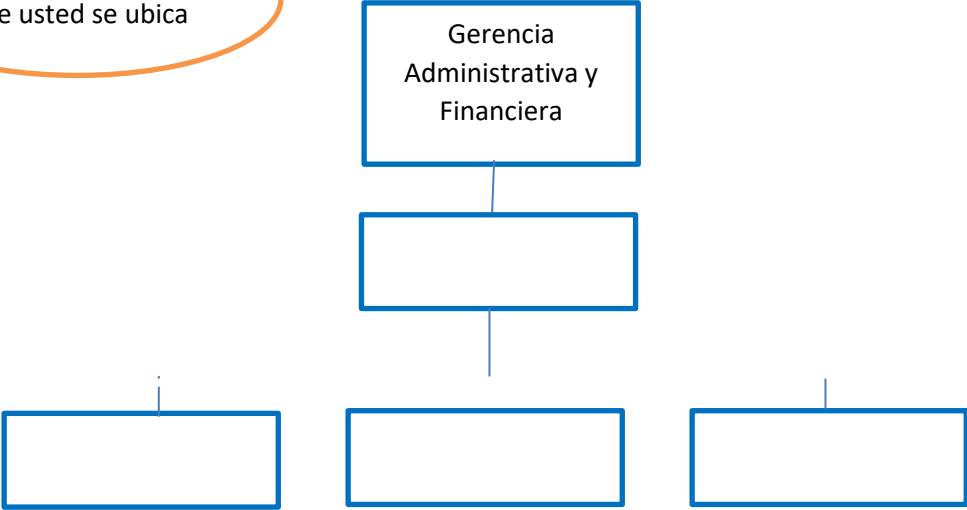 e usted se ubica
Gerencia
Administrativa y
Financiera